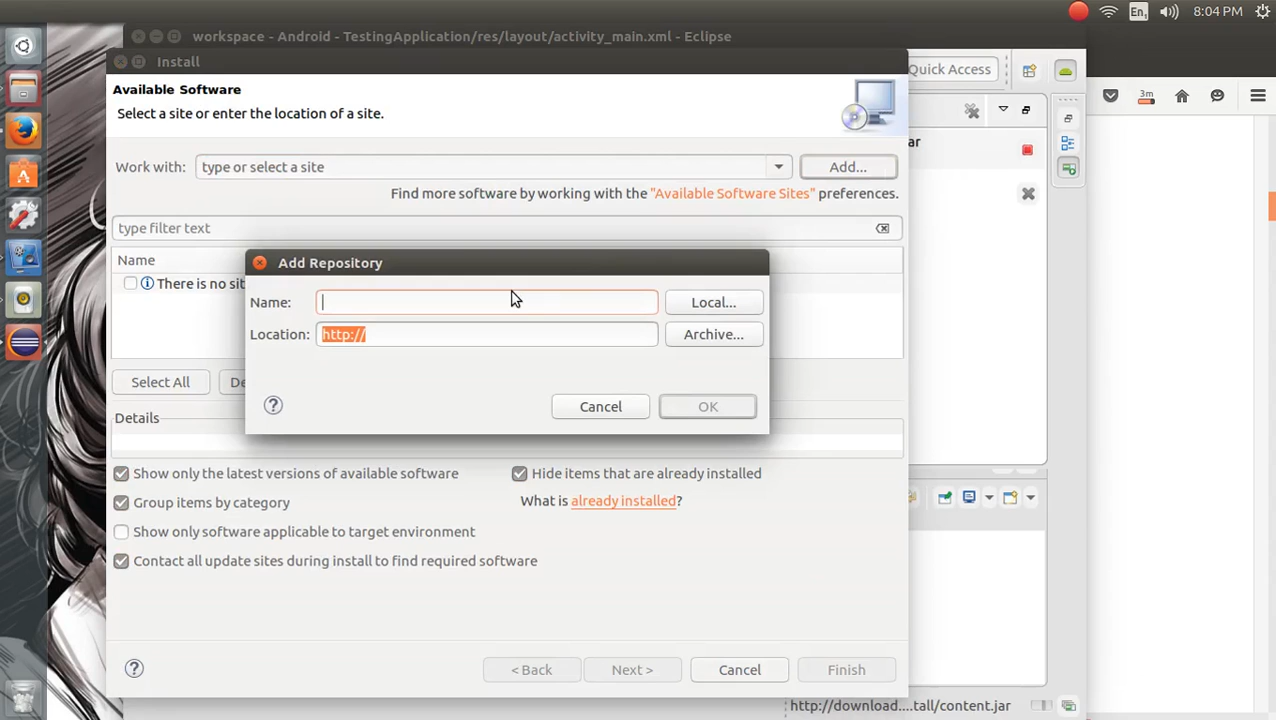 En₁ 8:04 PM
workspace - Android - TestingApplication/res/layout/activity_main.xml - Eclipse
Install
Quick Access
Available Software
Select a site or enter the location of a site.
3m
ar
Work with: type or select a site Add...
Find more software by working with the "Available Software Sites" preferences.
type filter text
Name
There is no sit
Add Repository
Name: Local...
Location: http:// Archive...
Cancel OK
Select All De
Details
Show only the latest versions of available software Hide items that are already installed
Group items by category What is already installed?
Show only software applicable to target environment
Contact all update sites during install to find required software
< Back Next > Cancel Finish
http://download....tall/content.jar